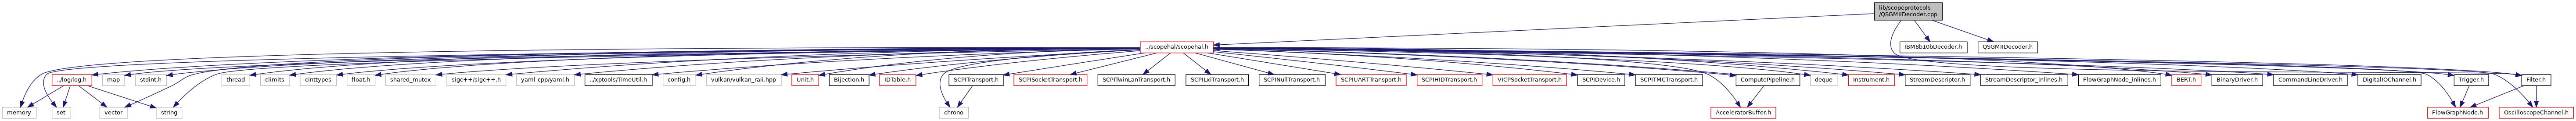 lib/scopeprotocols
/QSGMIIDecoder.cpp
../scopehal/scopehal.h
IBM8b10bDecoder.h
QSGMIIDecoder.h
../log/log.h
map
stdint.h
thread
climits
cinttypes
float.h
shared_mutex
sigc++/sigc++.h
yaml-cpp/yaml.h
../xptools/TimeUtil.h
config.h
vulkan/vulkan_raii.hpp
Unit.h
Bijection.h
IDTable.h
SCPITransport.h
SCPISocketTransport.h
SCPITwinLanTransport.h
SCPILxiTransport.h
SCPINullTransport.h
SCPIUARTTransport.h
SCPIHIDTransport.h
VICPSocketTransport.h
SCPIDevice.h
SCPITMCTransport.h
ComputePipeline.h
deque
Instrument.h
StreamDescriptor.h
StreamDescriptor_inlines.h
FlowGraphNode_inlines.h
BERT.h
BinaryDriver.h
CommandLineDriver.h
DigitalIOChannel.h
Trigger.h
Filter.h
memory
set
vector
string
chrono
AcceleratorBuffer.h
FlowGraphNode.h
OscilloscopeChannel.h